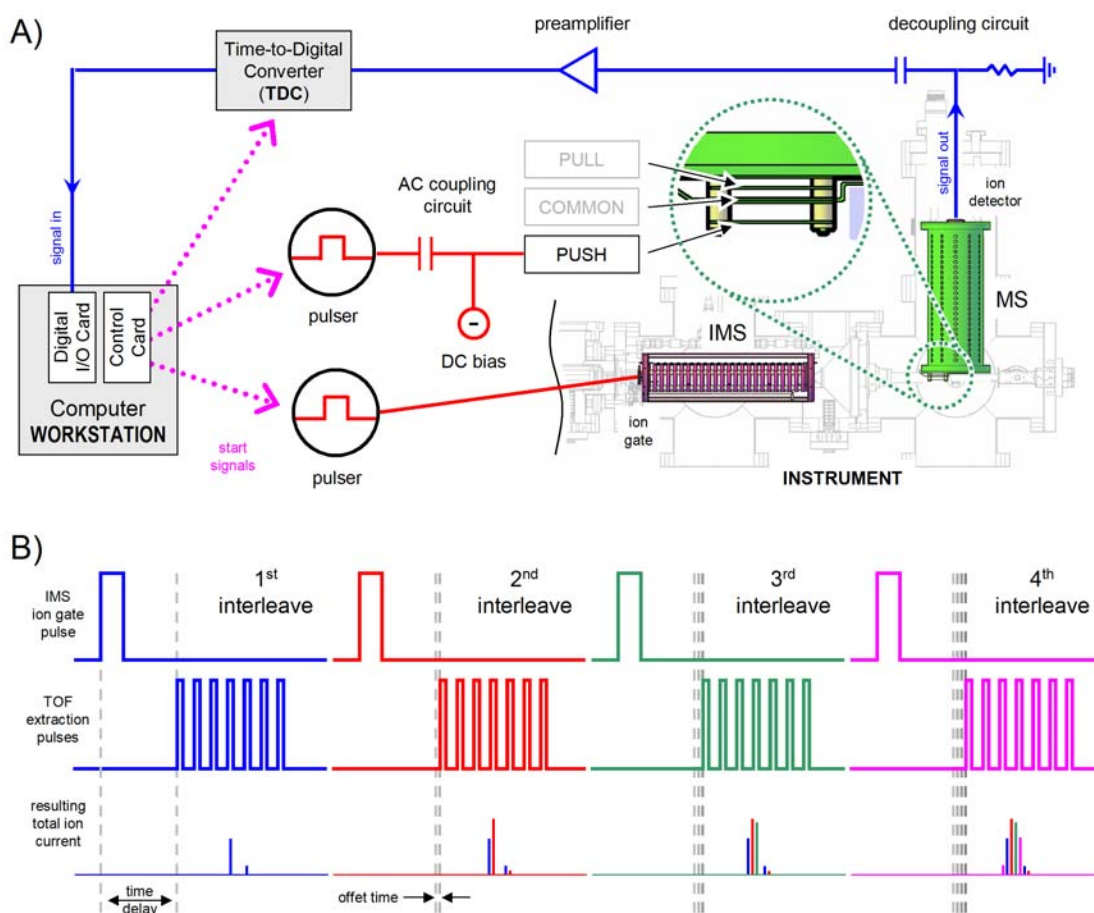 A)
preamplifier
decoupling circuit
Time-to-Digital
Converter
(TDC)
signal in
AC coupling
circuit
PULL
COMMON
PUSH
signal out
ion
detector
MS
IMS
pulser
DC bias
-
Digital
I/O Card
Control
Card
Computer
WORKSTATION
start
signals
pulser
ion
gate
INSTRUMENT
B)
IMS
ion gate
pulse
1st
interleave
2nd
interleave
3rd
interleave
4th
interleave
TOF
extraction
pulses
resulting
total ion
current
time
delay
offet time